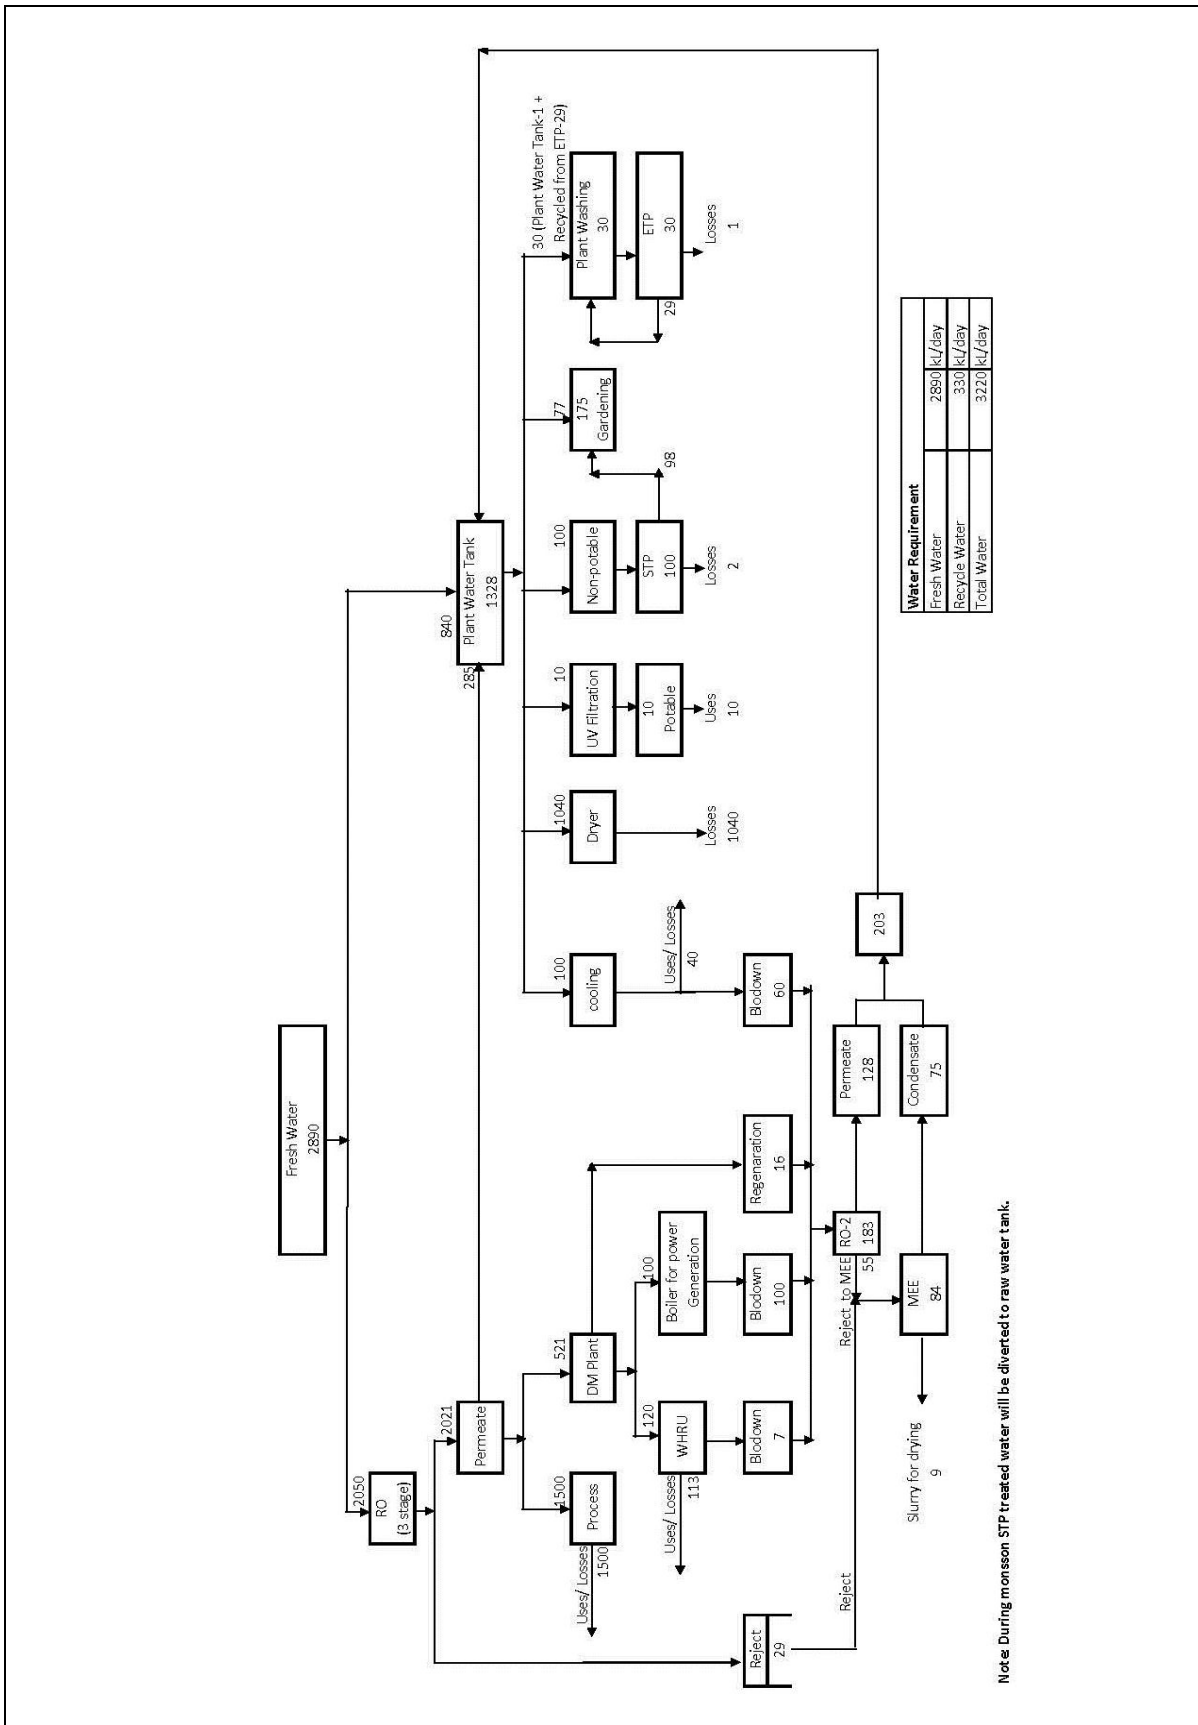 Fresh Water
2890
2050
RO
(3 stage)
840
285
Plant Water Tank
1328
2021
Permeate
1500
Process
Uses/ Losses
1500
521
DM Plant
120
WHRU
Uses/ Losses
113
100
Boiler for power
Generation
100
cooling
Uses/ Losses
40
1040
Dryer
Losses
1040
10
UV Filtration
10
Potable
Uses
10
100
Non-potable
STP
100
Losses
2
98
77
175
Gardening
30 (Plant Water Tank-1 +
Recycled from ETP-29)
Plant Washing
30
ETP
30
29
Losses
1
Reject
29
Blodown
7
Blodown
100
Regenaration
16
Blodown
60
Reject
Reject to MEE
55
RO-2
183
Permeate
128
203
MEE
84
Condensate
75
Slurry for drying
9
Water Requirement
Fresh Water 2890 kL/day
Recycle Water 330 kL/day
Total Water 3220 kL/day
Note: During monsson STP treated water will be diverted to raw water tank.